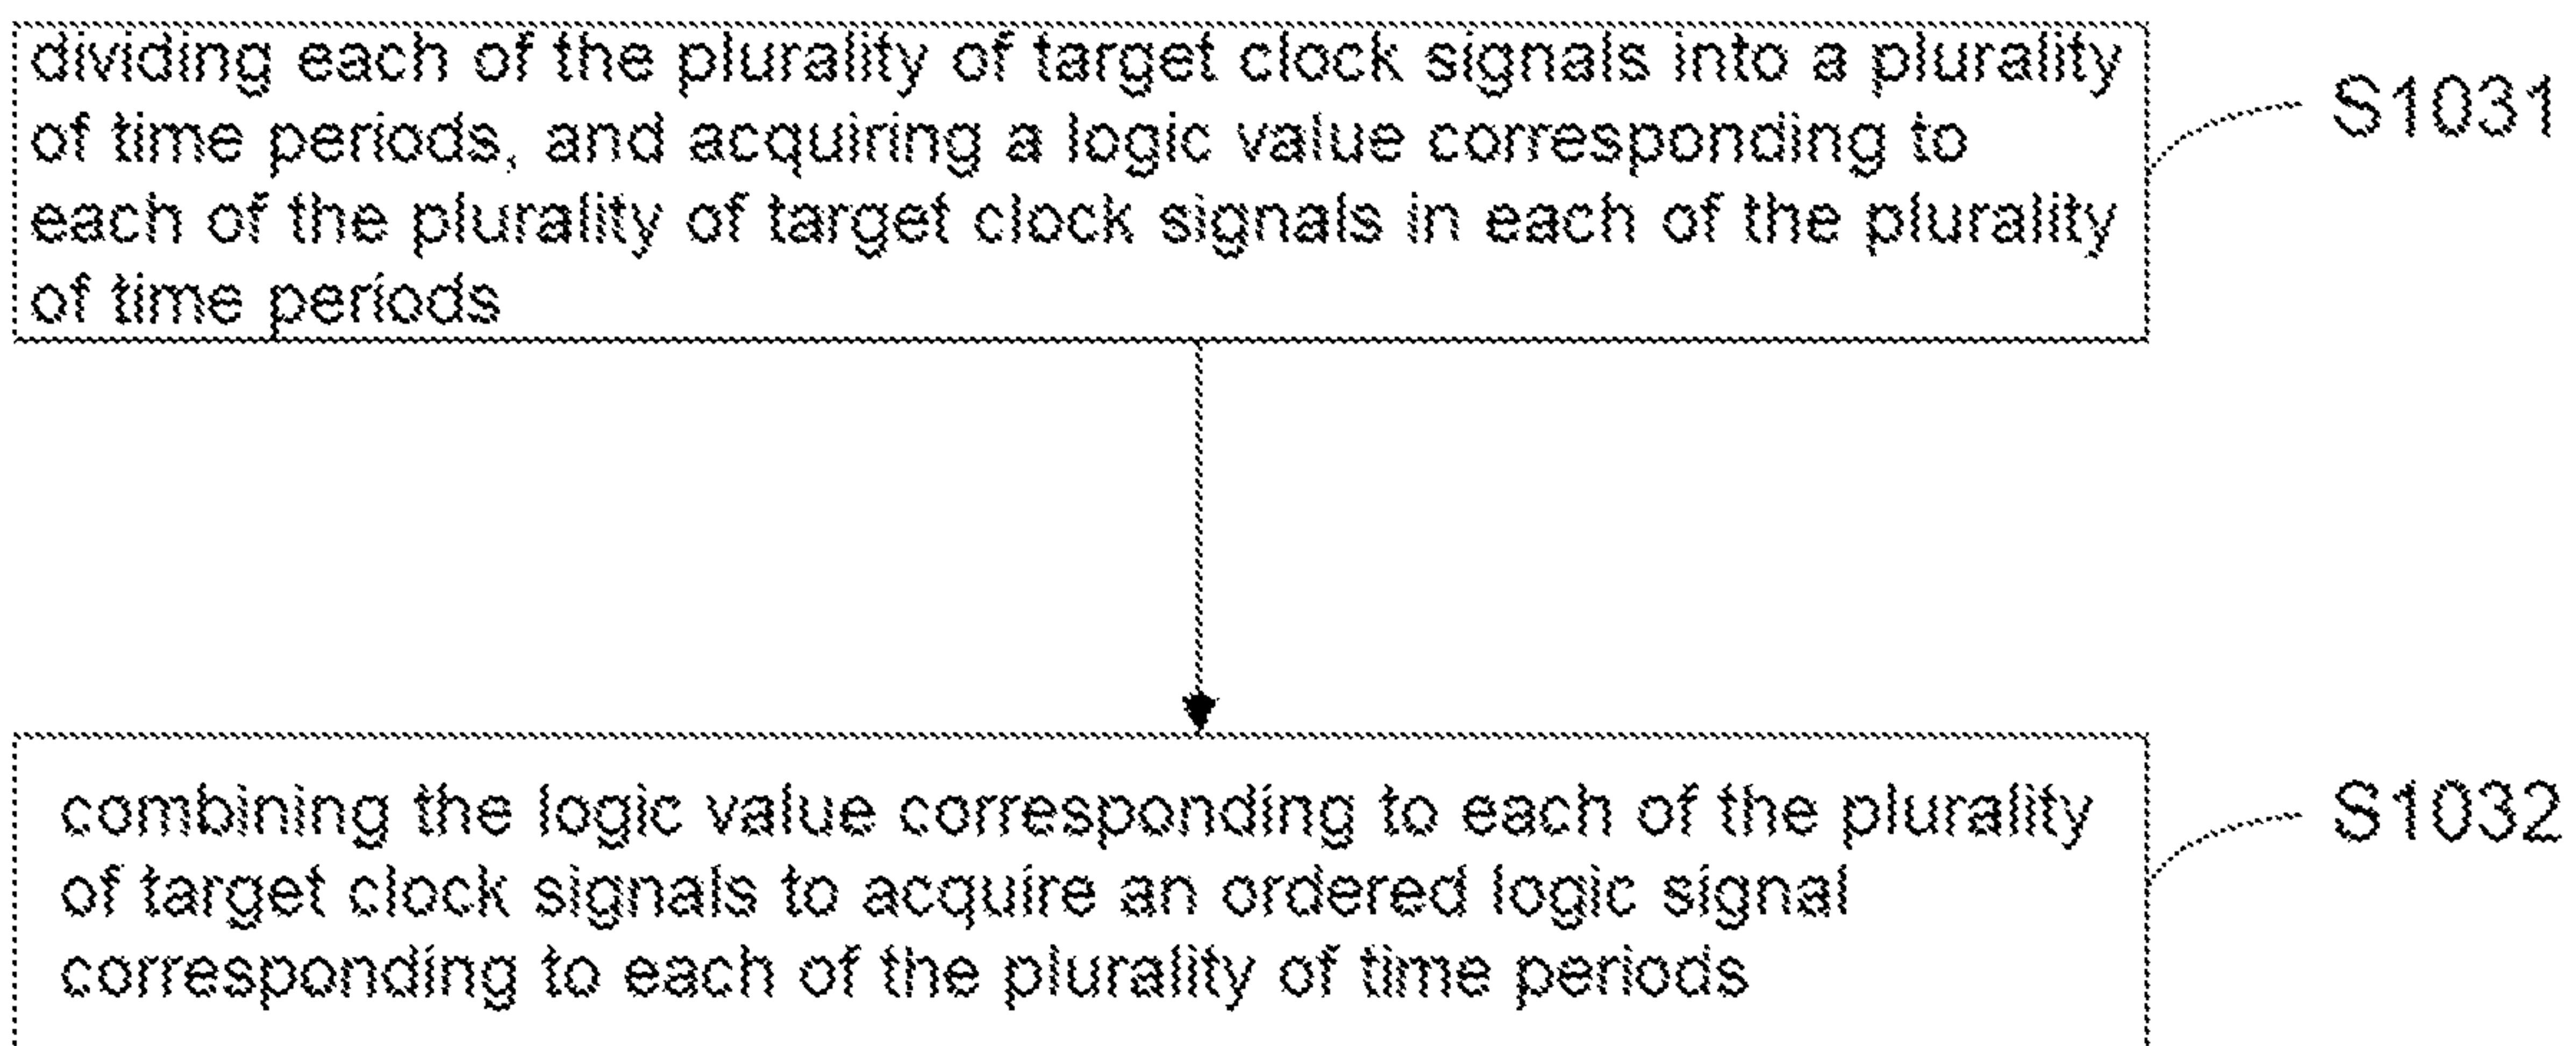 dividing each of the plurality of target clock signals into a plurality
of time periods, and acquiring a logic value corresponding to
each of the plurality of target clock signals in each of the plurality
of time periods
S1031
combining the logic value corresponding to each of the plurality
of target clock signals to acquire an ordered logic signal
corresponding to each of the plurality of time periods
S1032